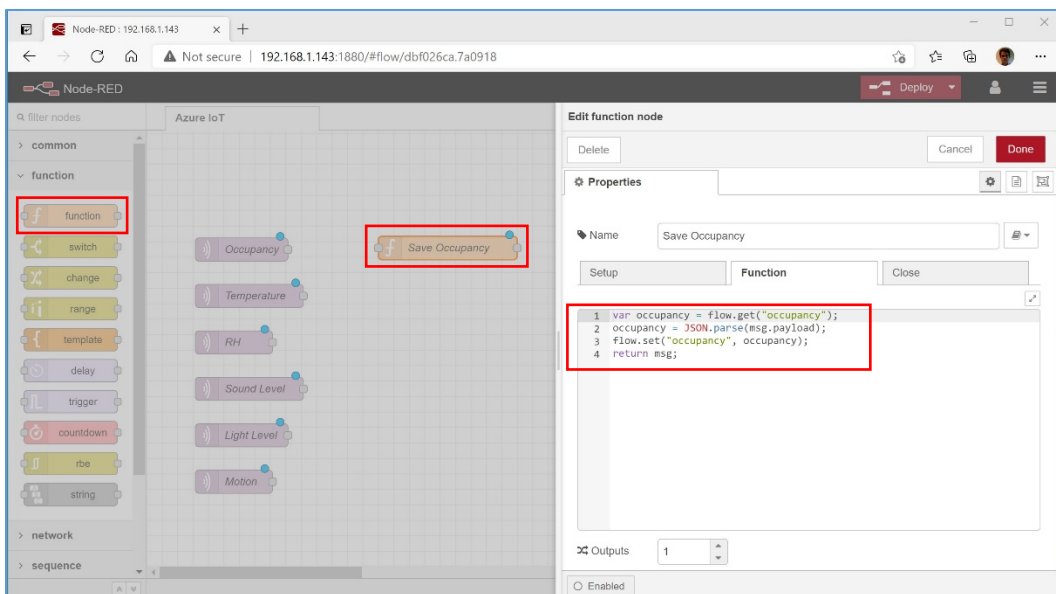 Node-RED : 192.168.1.143
Not secure | 192.168.1.143:1880/#flow/dbf026ca.7a0918
Node-RED
Deploy
filter nodes
Azure IoT
Edit function node
common
Delete
Cancel
Done
function
Properties
function
Name
Save Occupancy
switch
Occupancy
Save Occupancy
change
Setup
Function
Close
Temperature
range
1 var occupancy = flow.get("occupancy");
2 occupancy = JSON.parse(msg.payload);
3 flow.set("occupancy", occupancy);
4 return msg;
template
RH
delay
Sound Level
trigger
countdown
Light Level
rbe
Motion
string
network
Outputs
1
sequence
Enabled